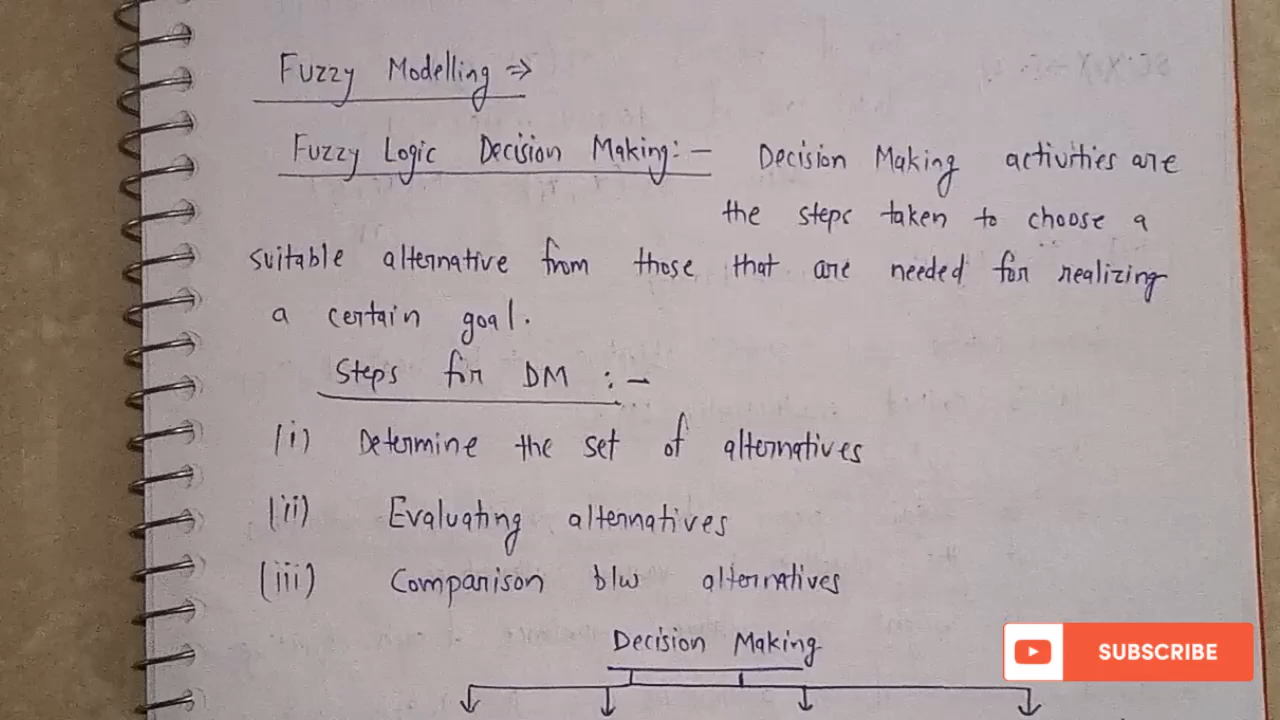 Fuzzy Modelling ⇒
Fuzzy Logic Decision Making:- Decision Making activities are
the steps taken to choose a
suitable alternative from those that are needed for realizing
a certain goal.
Steps for DM :-
(i) Determine the set of alternatives
(ii) Evaluating alternatives
(iii) Comparison b/w alternatives
Decision Making
SUBSCRIBE